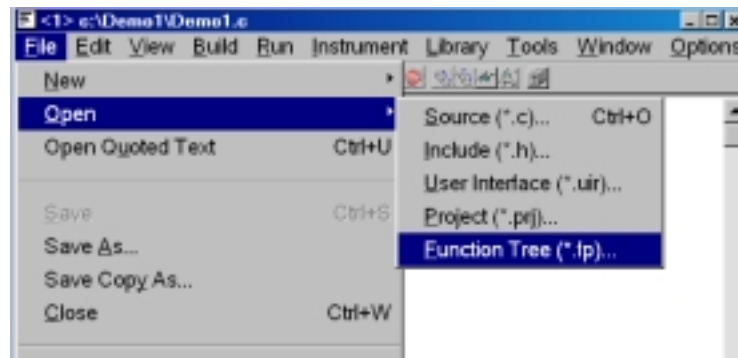 <1> c:\Demo1\Demo1.c
File Edit View Build Run Instrument Library Tools Window Options
New
Open
Open Quoted Text Ctrl+U
Save Ctrl+S
Save As...
Save Copy As...
Close Ctrl+W
Source (*.c)... Ctrl+O
Include (*.h)...
User Interface (*.uir)...
Project (*.prj)...
Function Tree (*.fp)...